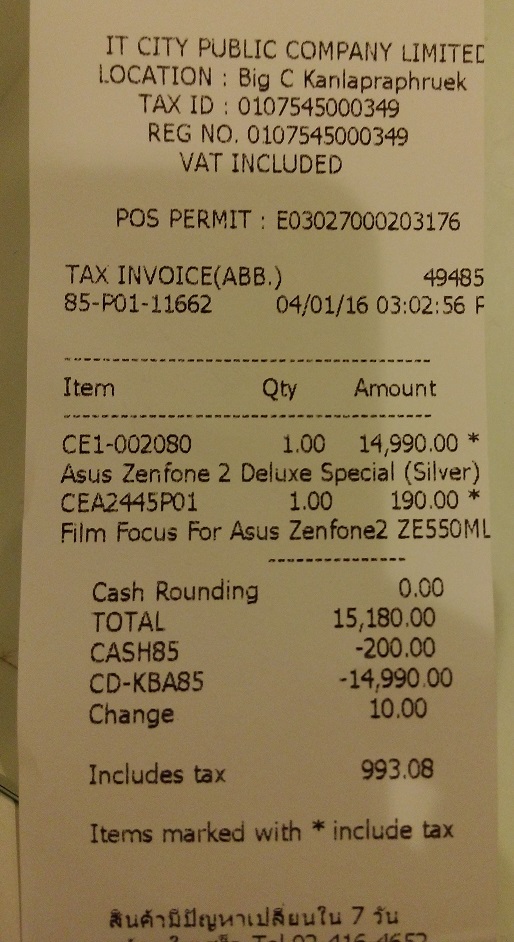 IT CITY PUBLIC COMPANY LIMITED
LOCATION : Big C Kanlapraphruek
TAX ID : 0107545000349
REG NO. 0107545000349
VAT INCLUDED
POS PERMIT : E03027000203176
TAX INVOICE(ABB.) 49485
85-P01-11662 04/01/16 03:02:56 P
Item Qty Amount
CE1-002080 1.00 14,990.00 *
Asus Zenfone 2 Deluxe Special (Silver)
CEA2445P01 1.00 190.00 *
Film Focus For Asus Zenfone2 ZE550ML
Cash Rounding 0.00
TOTAL 15,180.00
CASH85 -200.00
CD-KBA85 -14,990.00
Change 10.00
Includes tax 993.08
Items marked with * include tax
สินค้ามีปัญหาเปลี่ยนใน 7 วัน
Tel 02-416-4652